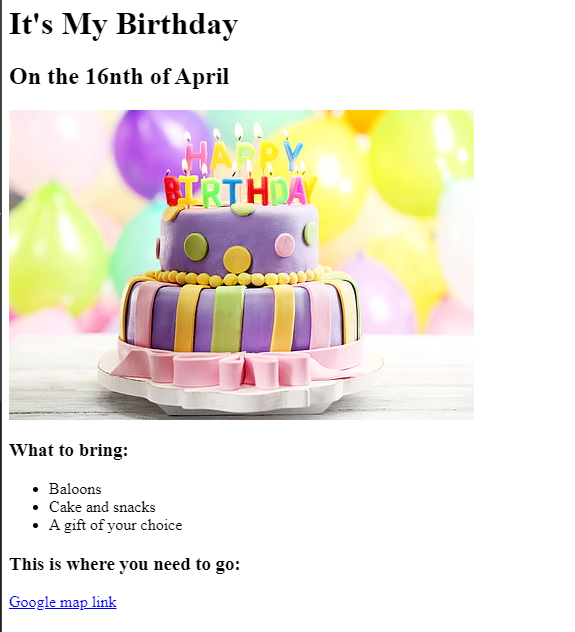 It's My Birthday
On the 16nth of April
HAPPY
BIRTHDAY
What to bring:
Baloons
Cake and snacks
A gift of your choice
This is where you need to go:
Google map link